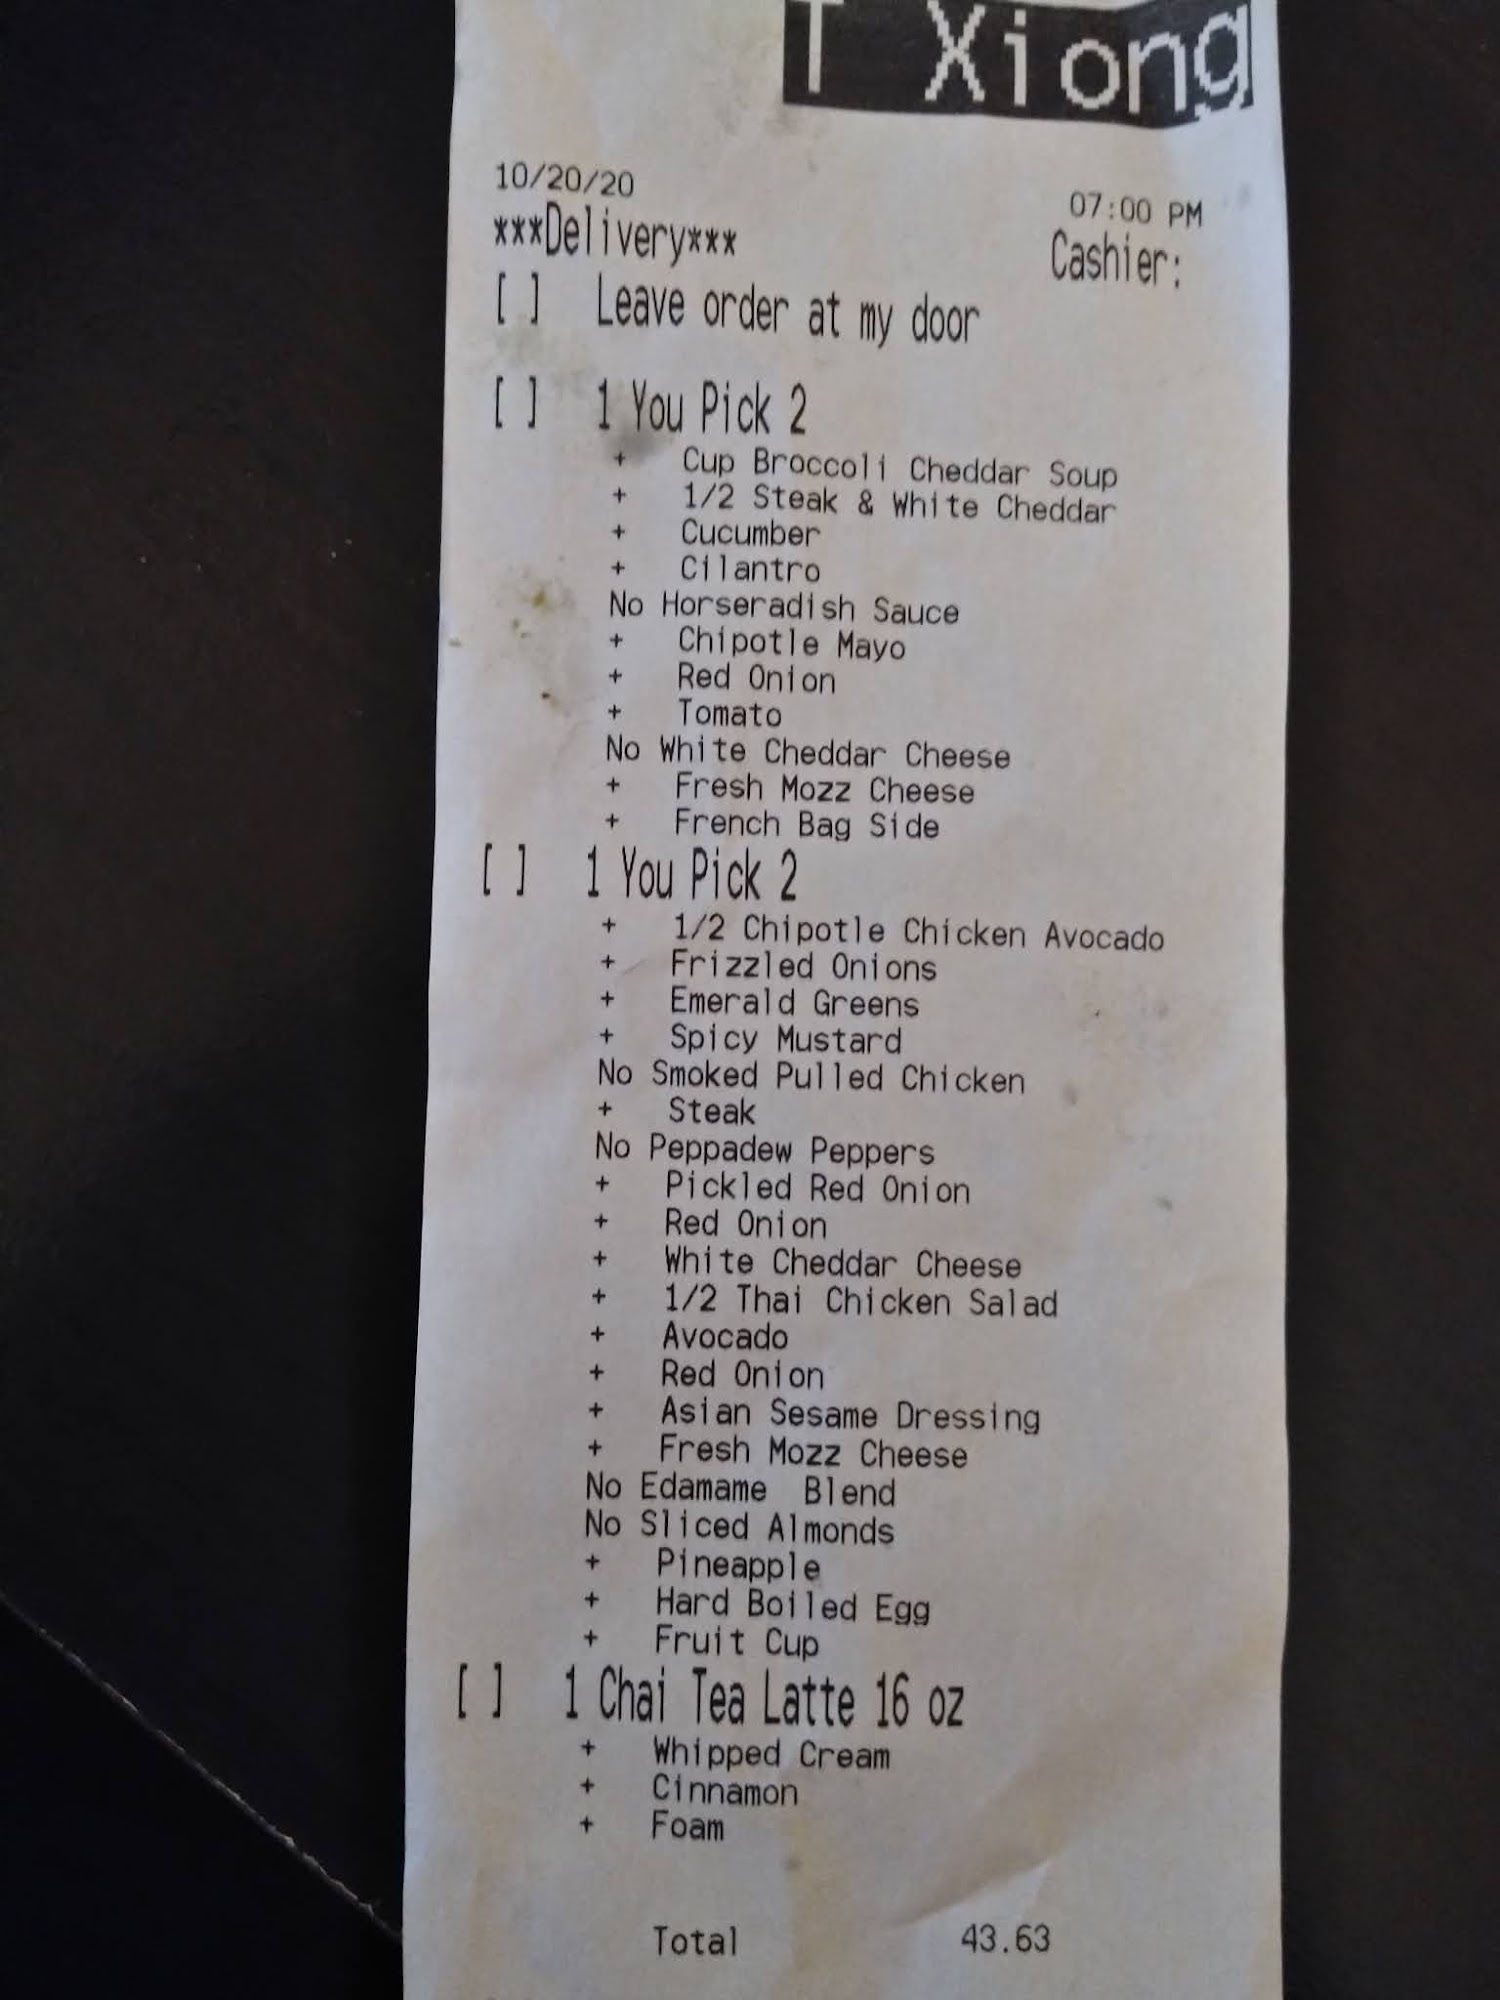 T Xiong
10/20/20 07:00 PM
***Delivery*** Cashier:
[ ] Leave order at my door
[ ] 1 You Pick 2
+ Cup Broccoli Cheddar Soup
+ 1/2 Steak & White Cheddar
+ Cucumber
+ Cilantro
No Horseradish Sauce
+ Chipotle Mayo
+ Red Onion
+ Tomato
No White Cheddar Cheese
+ Fresh Mozz Cheese
+ French Bag Side
[ ] 1 You Pick 2
+ 1/2 Chipotle Chicken Avocado
+ Frizzled Onions
+ Emerald Greens
+ Spicy Mustard
No Smoked Pulled Chicken
+ Steak
No Peppadew Peppers
+ Pickled Red Onion
+ Red Onion
+ White Cheddar Cheese
+ 1/2 Thai Chicken Salad
+ Avocado
+ Red Onion
+ Asian Sesame Dressing
+ Fresh Mozz Cheese
No Edamame Blend
No Sliced Almonds
+ Pineapple
+ Hard Boiled Egg
+ Fruit Cup
[ ] 1 Chai Tea Latte 16 oz
+ Whipped Cream
+ Cinnamon
+ Foam
Total 43.63